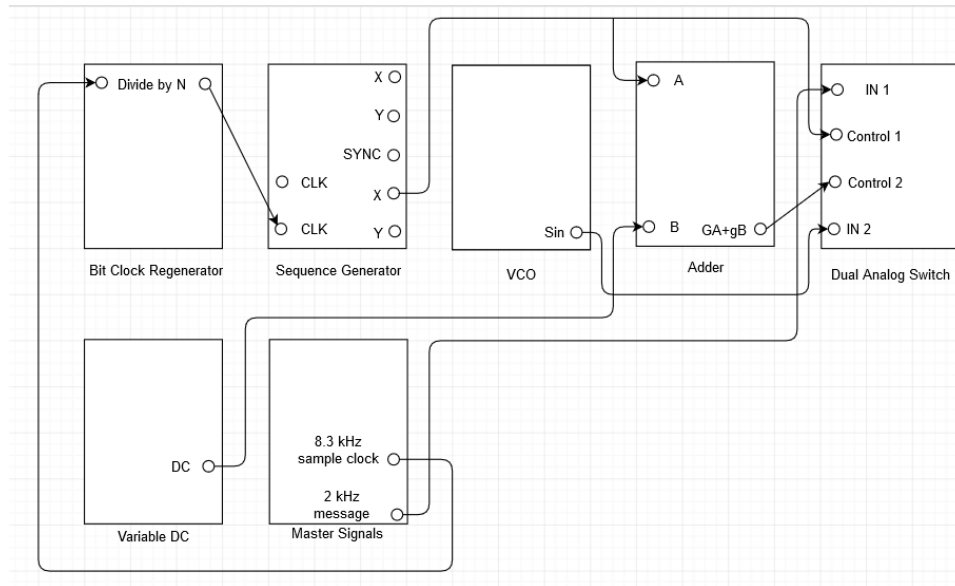 Divide by N
Bit Clock Regenerator
X
Y
SYNC
CLK
X
CLK
Y
Sequence Generator
Sin
VCO
A
B
GA+gB
Adder
IN 1
Control 1
Control 2
IN 2
Dual Analog Switch
DC
Variable DC
8.3 kHz
sample clock
2 kHz
message
Master Signals